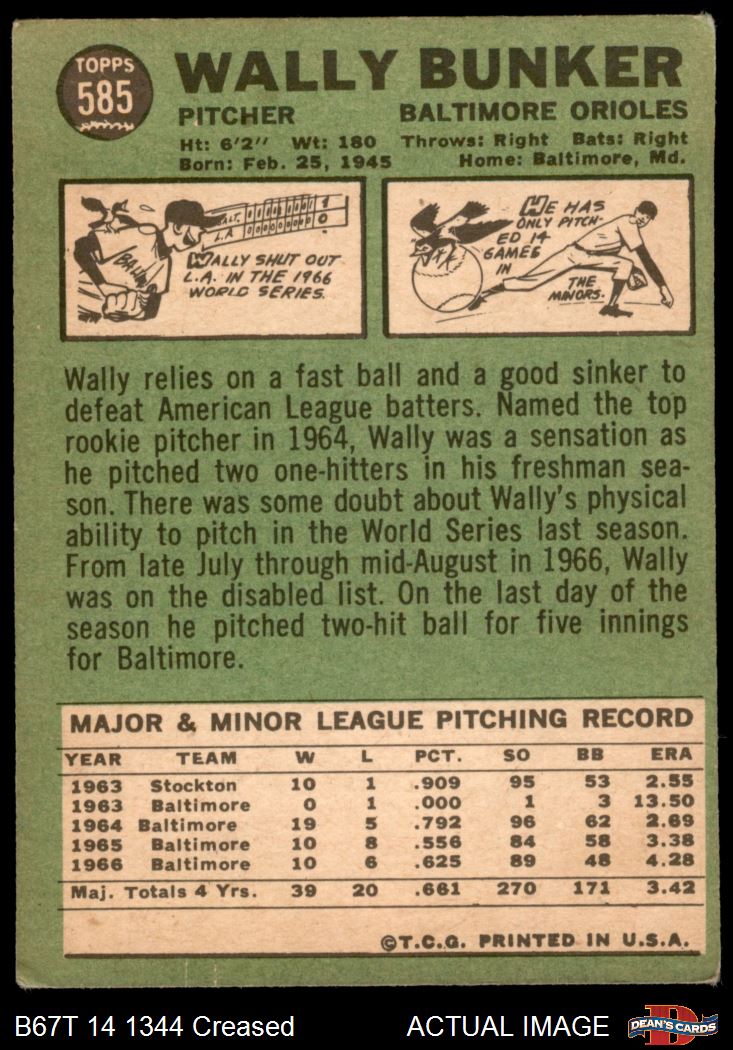 TOPPS
585
WALLY BUNKER
PITCHER BALTIMORE ORIOLES
Ht: 6'2" Wt: 180 Throws: Right Bats: Right
Born: Feb. 25, 1945 Home: Baltimore, Md.
BALT. 1
L.A. 0
BALTI
WALLY SHUT OUT
L.A. IN THE 1966
WORLD SERIES.
HE HAS
ONLY PITCH-
ED 14
GAMES
IN
THE
MINORS.
Wally relies on a fast ball and a good sinker to
defeat American League batters. Named the top
rookie pitcher in 1964, Wally was a sensation as
he pitched two one-hitters in his freshman sea-
son. There was some doubt about Wally's physical
ability to pitch in the World Series last season.
From late July through mid-August in 1966, Wally
was on the disabled list. On the last day of the
season he pitched two-hit ball for five innings
for Baltimore.
MAJOR & MINOR LEAGUE PITCHING RECORD
YEAR TEAM W L PCT. SO BB ERA
1963 Stockton 10 1 .909 95 53 2.55
1963 Baltimore 0 1 .000 1 3 13.50
1964 Baltimore 19 5 .792 96 62 2.69
1965 Baltimore 10 8 .556 84 58 3.38
1966 Baltimore 10 6 .625 89 48 4.28
Maj. Totals 4 Yrs. 39 20 .661 270 171 3.42
©T.C.G. PRINTED IN U.S.A.
B67T 14 1344 Creased ACTUAL IMAGE
D
DEAN'S CARDS